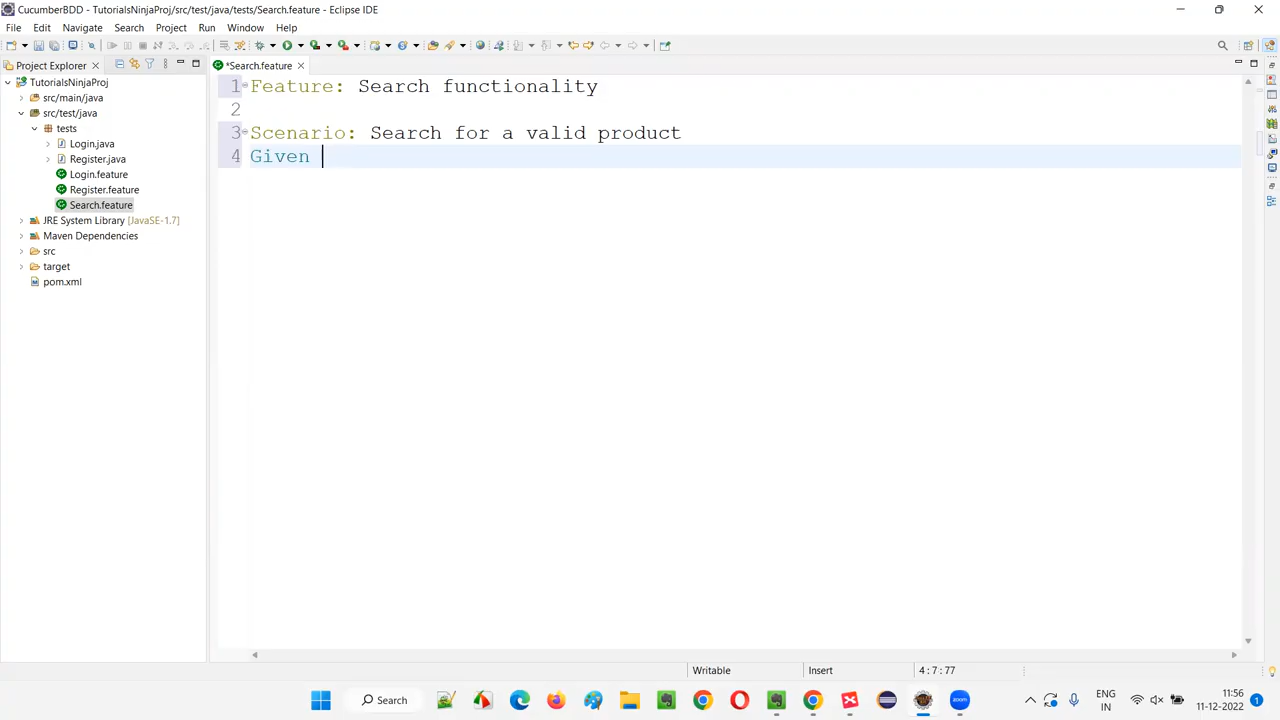 CucumberBDD - TutorialsNinjaProj/src/test/java/tests/Search.feature - Eclipse IDE
File Edit Navigate Search Project Run Window Help
Project Explorer
*Search.feature
TutorialsNinjaProj
src/main/java
src/test/java
tests
Login.java
Register.java
Login.feature
Register.feature
Search.feature
JRE System Library [JavaSE-1.7]
Maven Dependencies
src
target
pom.xml
1 Feature: Search functionality
2
3 Scenario: Search for a valid product
4 Given
Writable Insert 4 : 7 : 77
Search
zoom
ENG
IN
11:56
11-12-2022
1